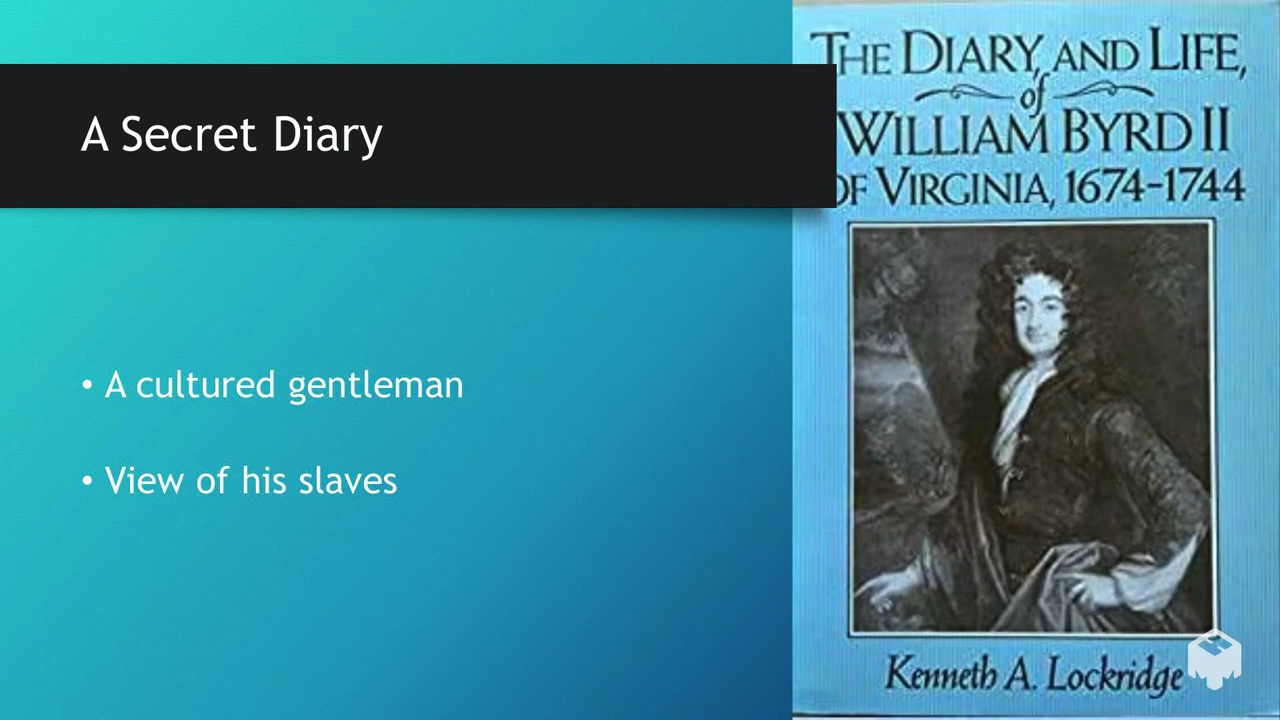 A Secret Diary
• A cultured gentleman
• View of his slaves
THE DIARY, AND LIFE,
of
WILLIAM BYRD II
OF VIRGINIA, 1674-1744
Kenneth A. Lockridge